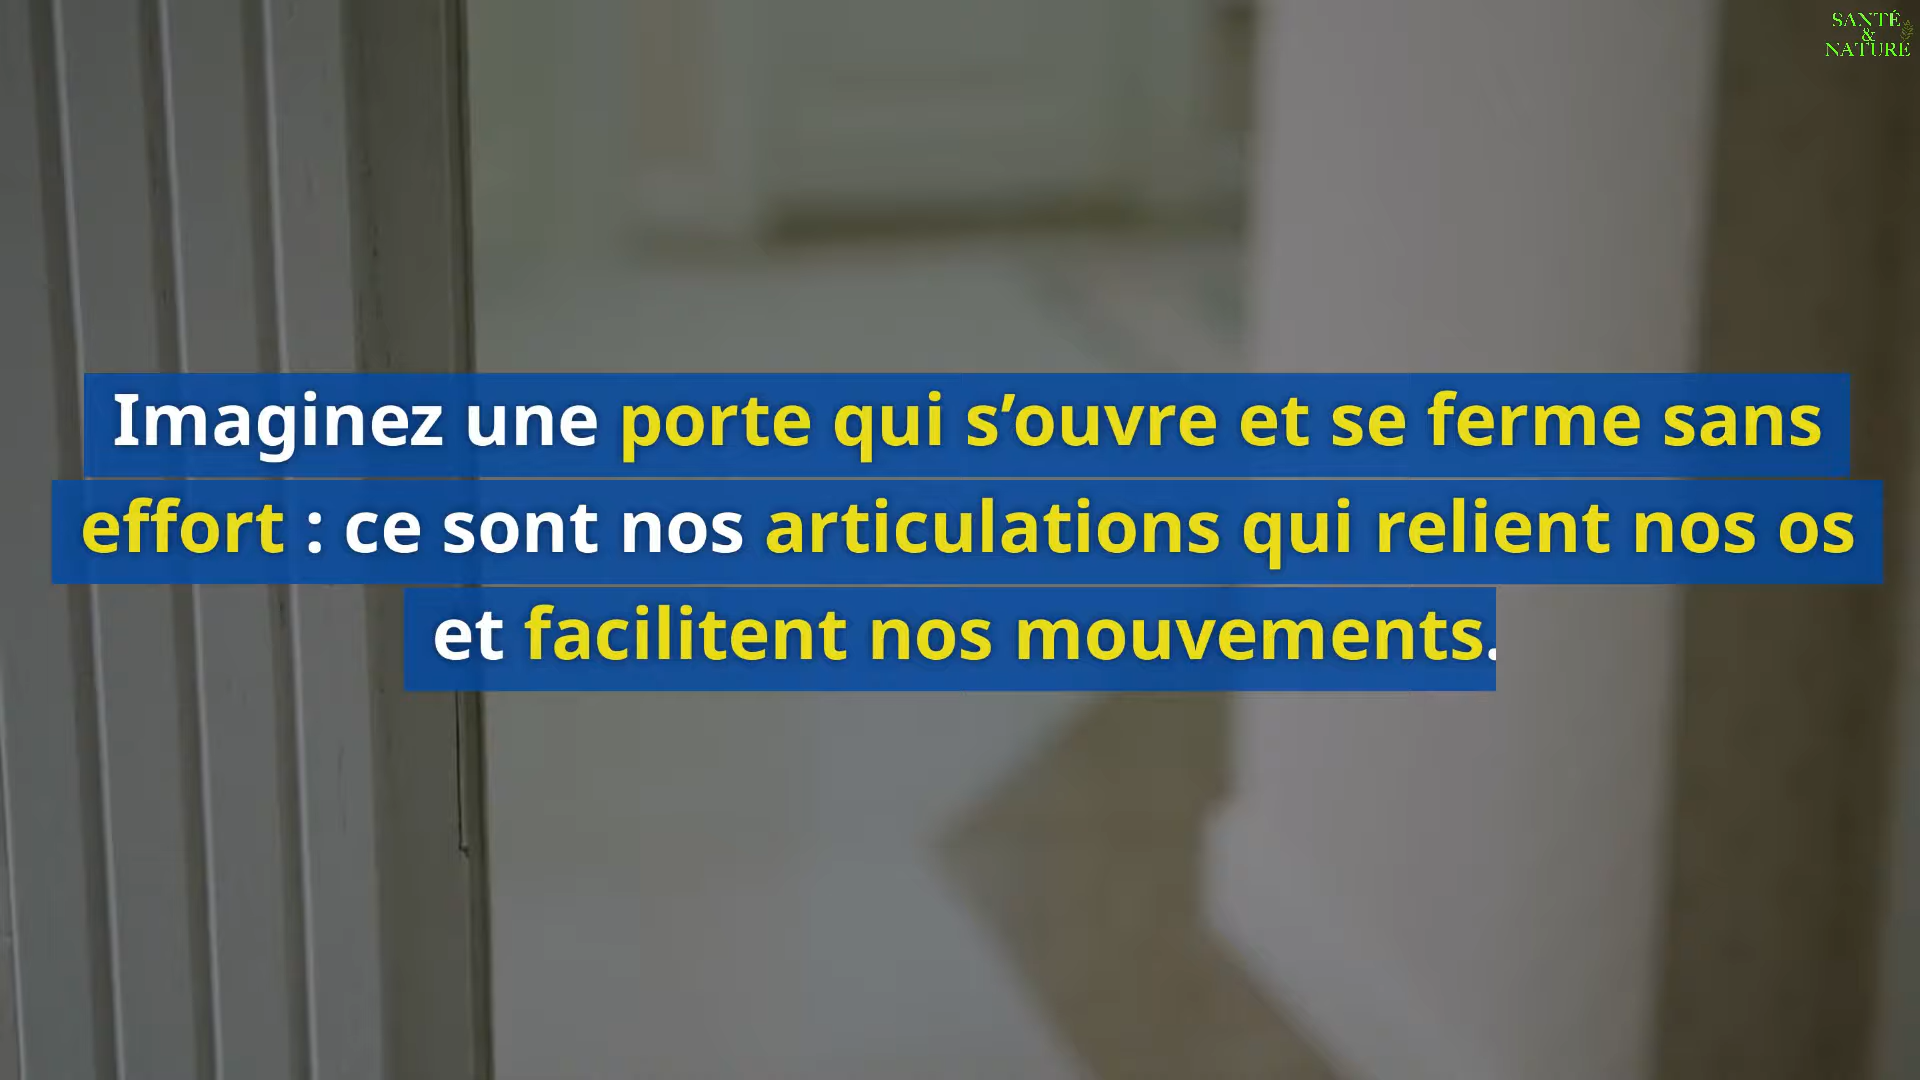 SANTÉ
&
NATURE
Imaginez une porte qui s’ouvre et se ferme sans
effort : ce sont nos articulations qui relient nos os
et facilitent nos mouvements.